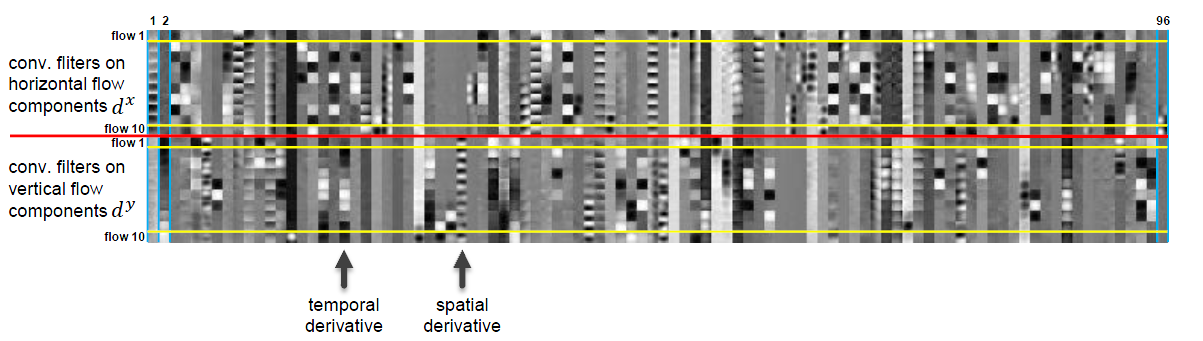 1 2 96
flow 1
conv. filters on
horizontal flow
components d^x
flow 10
flow 1
conv. filters on
vertical flow
components d^y
flow 10
temporal
derivative
spatial
derivative